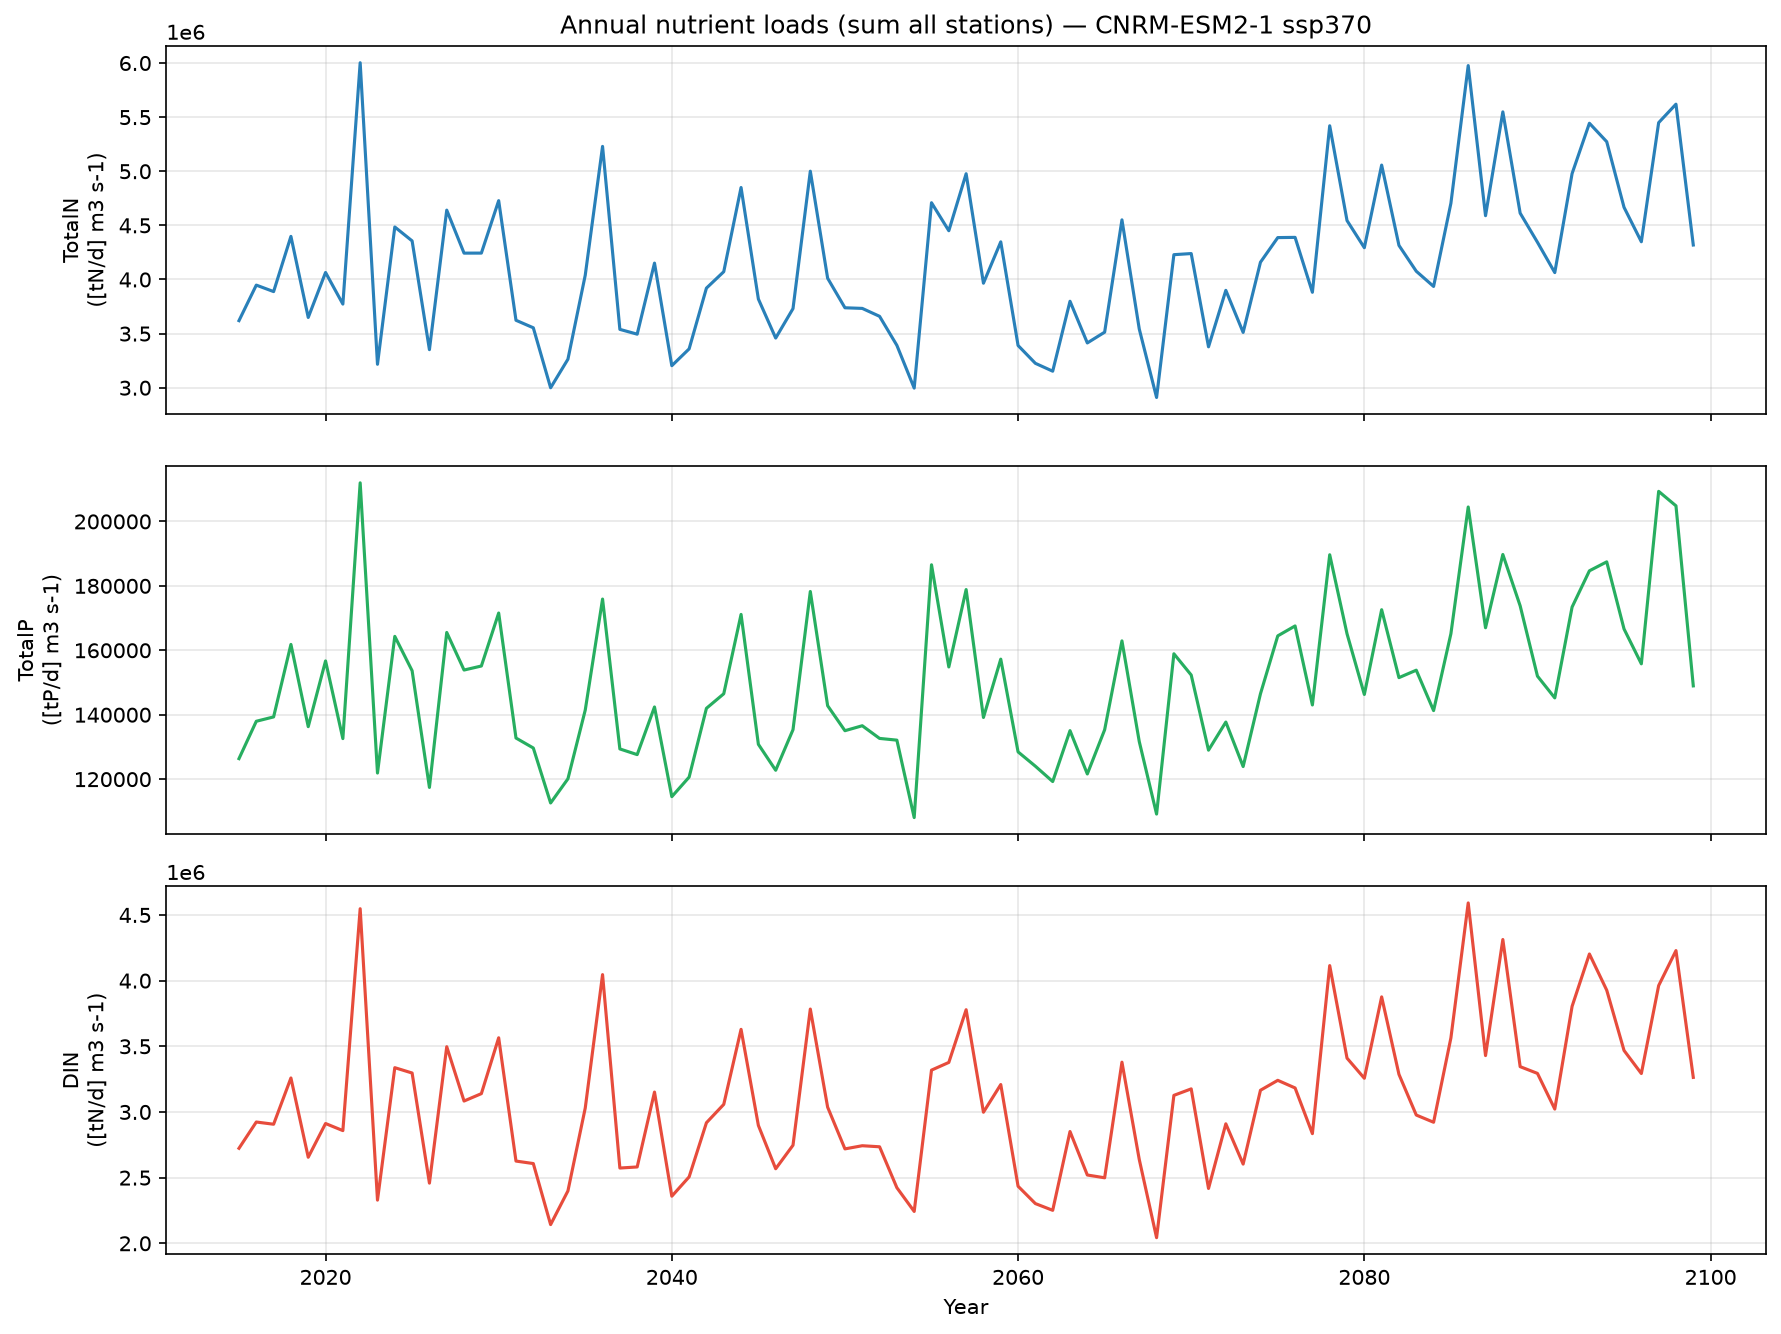 Annual nutrient loads (sum all stations) — CNRM-ESM2-1 ssp370
1e6
6.0
5.5
5.0
4.5
4.0
3.5
3.0
TotalN
([tN/d] m3 s-1)
200000
180000
160000
140000
120000
TotalP
([tP/d] m3 s-1)
1e6
4.5
4.0
3.5
3.0
2.5
2.0
DIN
([tN/d] m3 s-1)
2020 2040 2060 2080 2100
Year